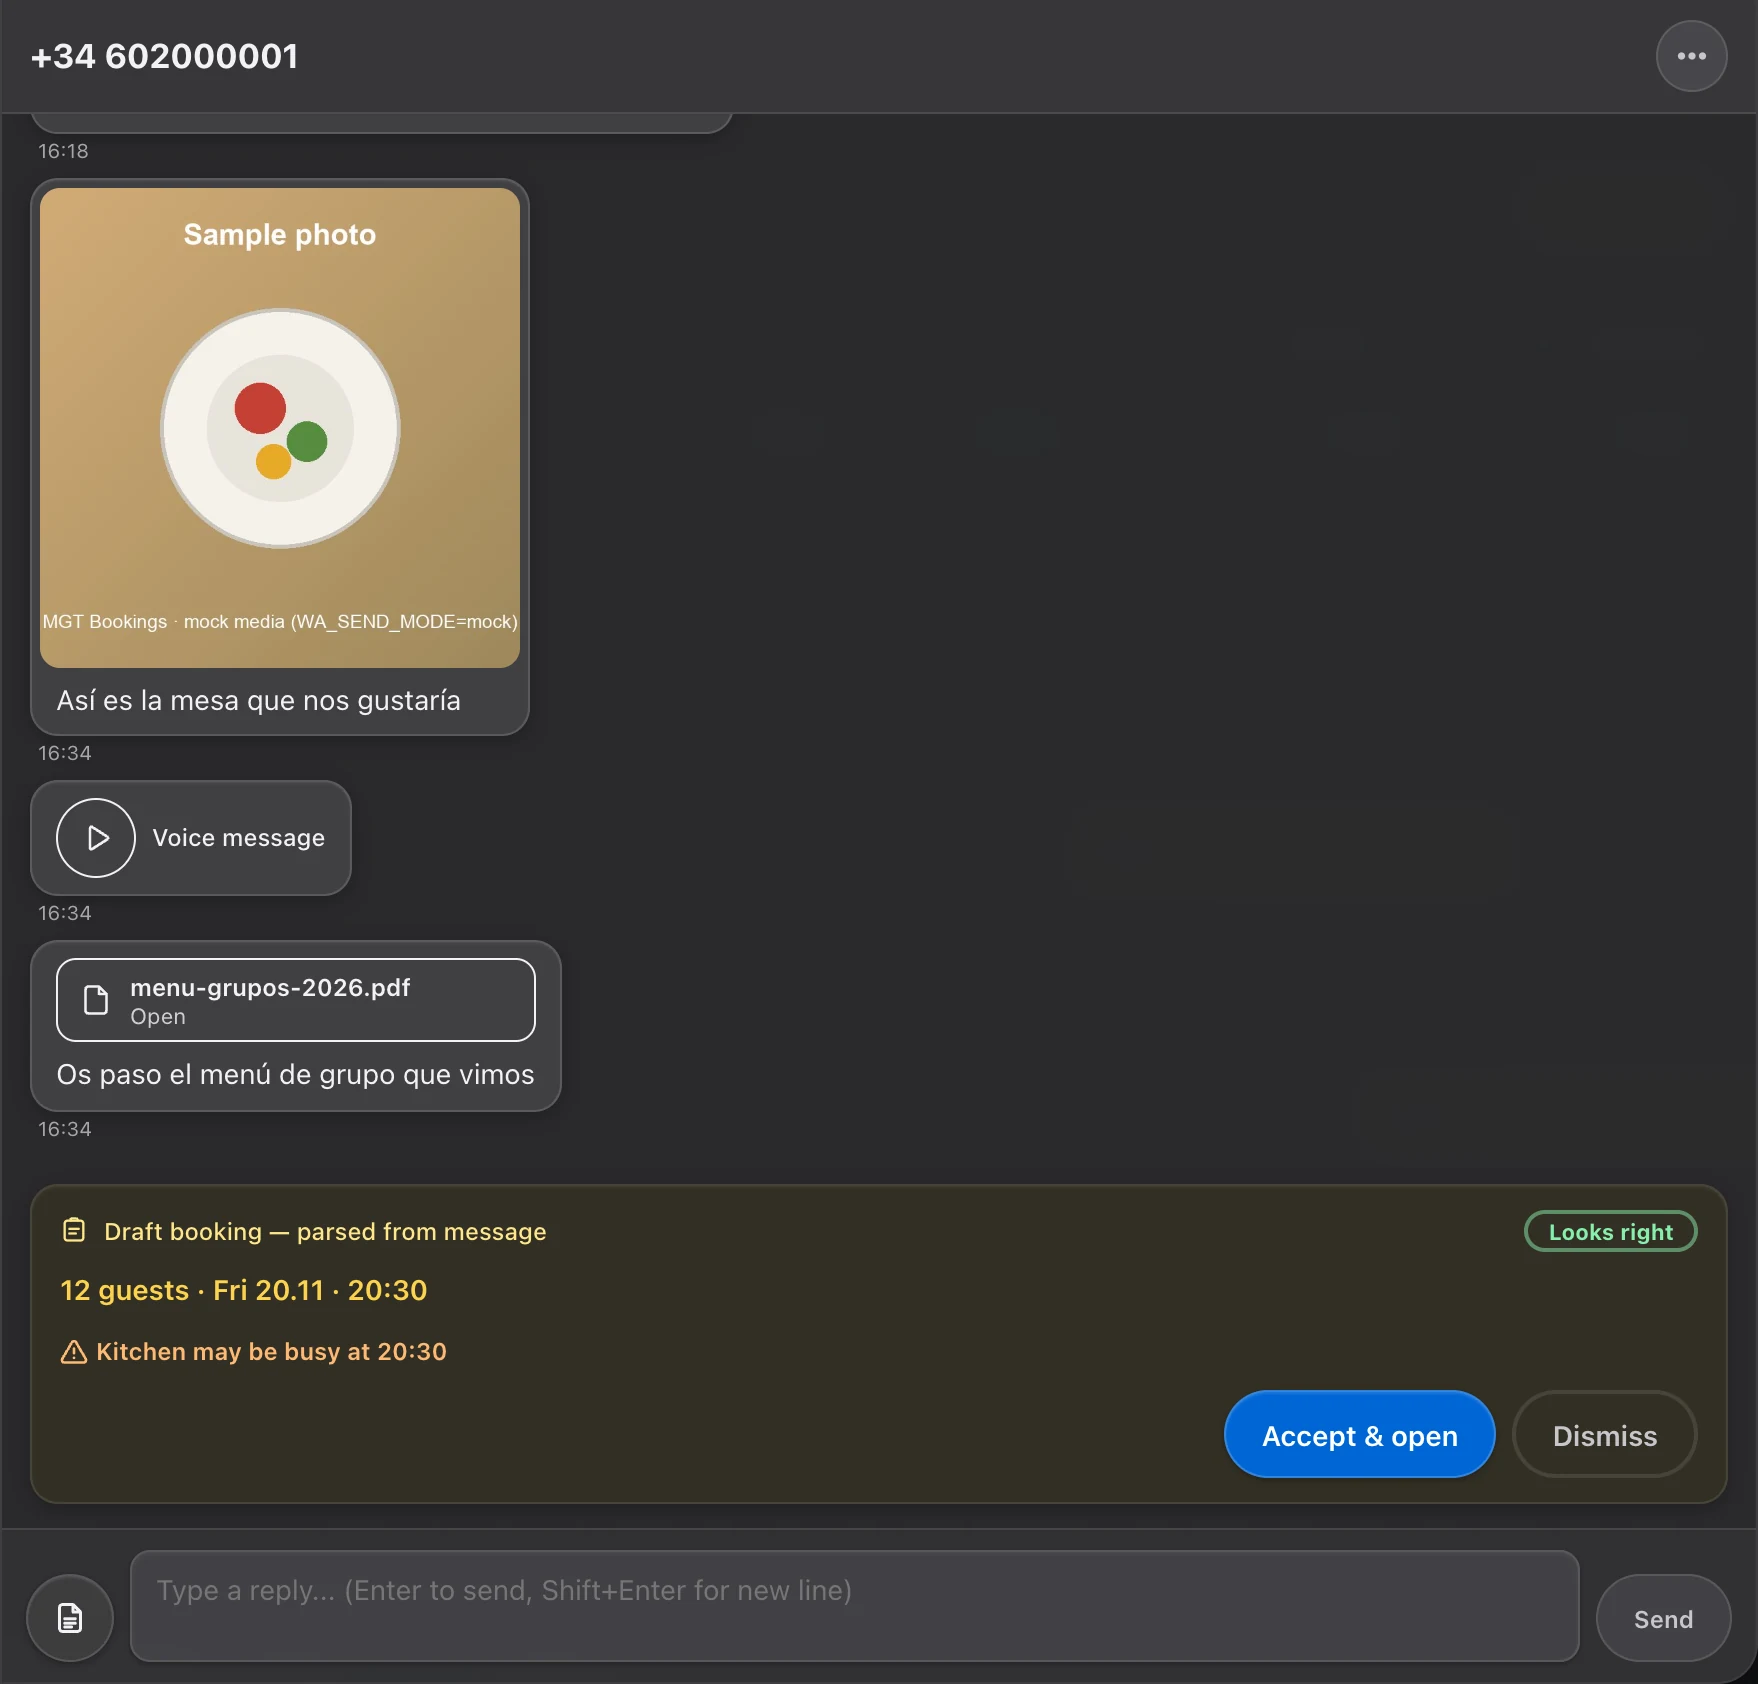 +34 602000001
16:18
Sample photo
MGT Bookings · mock media (WA_SEND_MODE=mock)
Así es la mesa que nos gustaría
16:34
Voice message
16:34
menu-grupos-2026.pdf
Open
Os paso el menú de grupo que vimos
16:34
Draft booking — parsed from message
Looks right
12 guests · Fri 20.11 · 20:30
Kitchen may be busy at 20:30
Accept & open
Dismiss
Type a reply... (Enter to send, Shift+Enter for new line)
Send